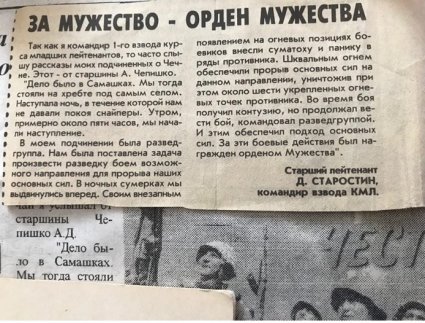 ЗА МУЖЕСТВО - ОРДЕН МУЖЕСТВА
Так как я командир 1-го взвода кур-
са младших лейтенантов, то часто слы-
шу рассказы моих подчиненных о Чеч-
не. Этот - от старшины А. Чепишко.
"Дело было в Самашках. Мы тогда
стояли на хребте под самым селом.
Наступала ночь, в течение которой нам
не давали покоя снайперы. Утром,
примерно около пяти часов, мы нача-
ли наступление.
В моем подчинении была развед-
группа. Нам была поставлена задача
произвести разведку боем возмож-
ного направления для прорыва наших
основных сил. В ночных сумерках мы
выдвинулись вперед. Своим внезапным
появлением на огневых позициях бо-
евиков внесли суматоху и панику в
ряды противника. Шквальным огнем
обеспечили прорыв основных сил на
данном направлении, уничтожив при
этом около шести укрепленных огне-
вых точек противника. Во время боя
получил контузию, но продолжал ве-
сти бой, командовал разведгруппой.
И этим обеспечил подход основных
сил. За эти боевые действия был на-
гражден орденом Мужества".
Старший лейтенант
Д. СТАРОСТИН,
командир взвода КМЛ.
старшины Че-
пишко А.Д.
"Дело бы-
ло в Самашках.
Мы тогда стояли
ЧЕСТ